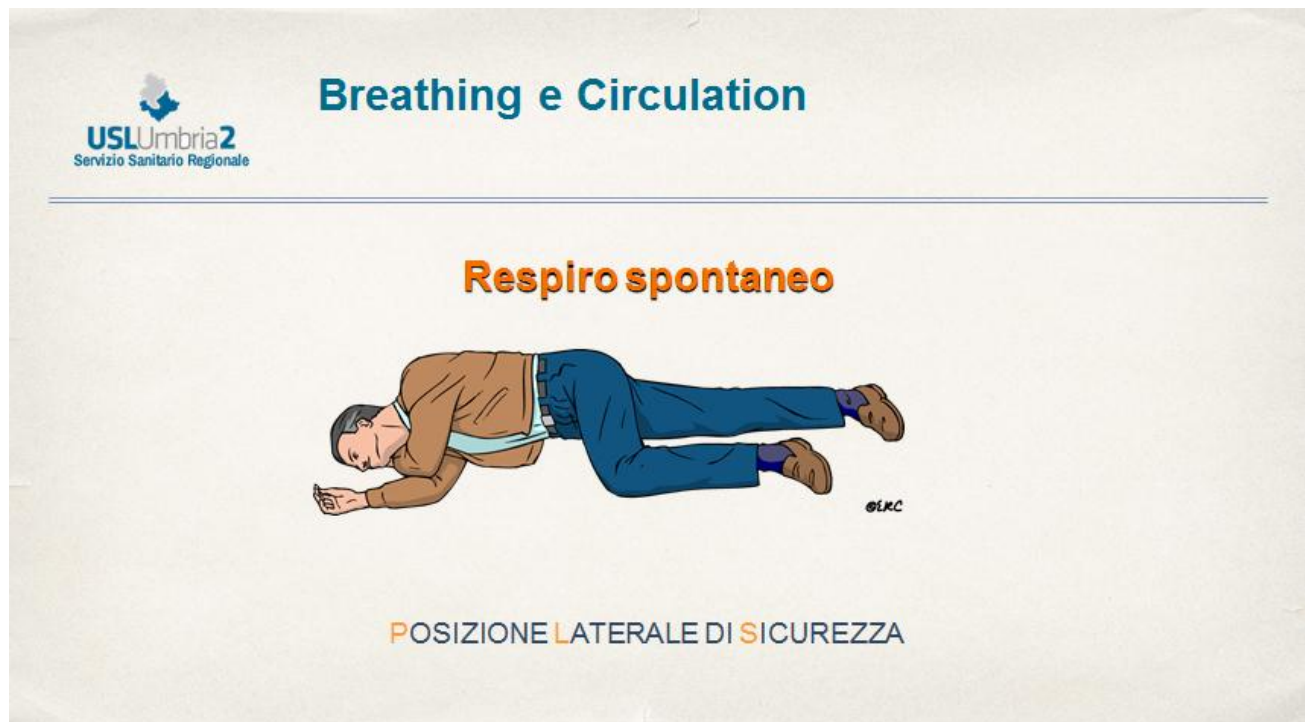 Breathing e Circulation
USLUmbria2
Servizio Sanitario Regionale
Respiro spontaneo
©ERC
POSIZIONE LATERALE DI SICUREZZA